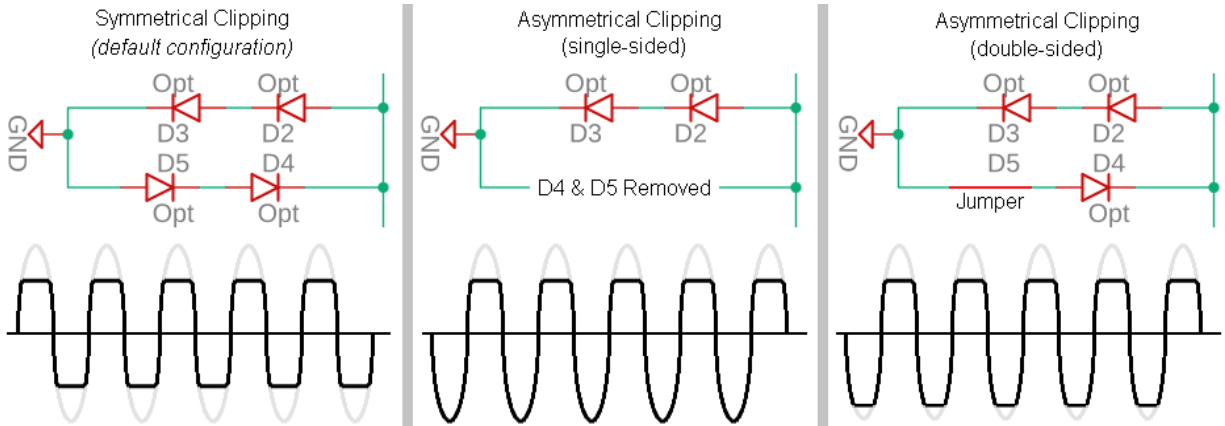 Symmetrical Clipping
(default configuration)
Opt
Opt
GND
D3
D2
D5
D4
Opt
Opt
Asymmetrical Clipping
(single-sided)
Opt
Opt
GND
D3
D2
D4 & D5 Removed
Asymmetrical Clipping
(double-sided)
Opt
Opt
GND
D3
D2
D5
D4
Jumper
Opt